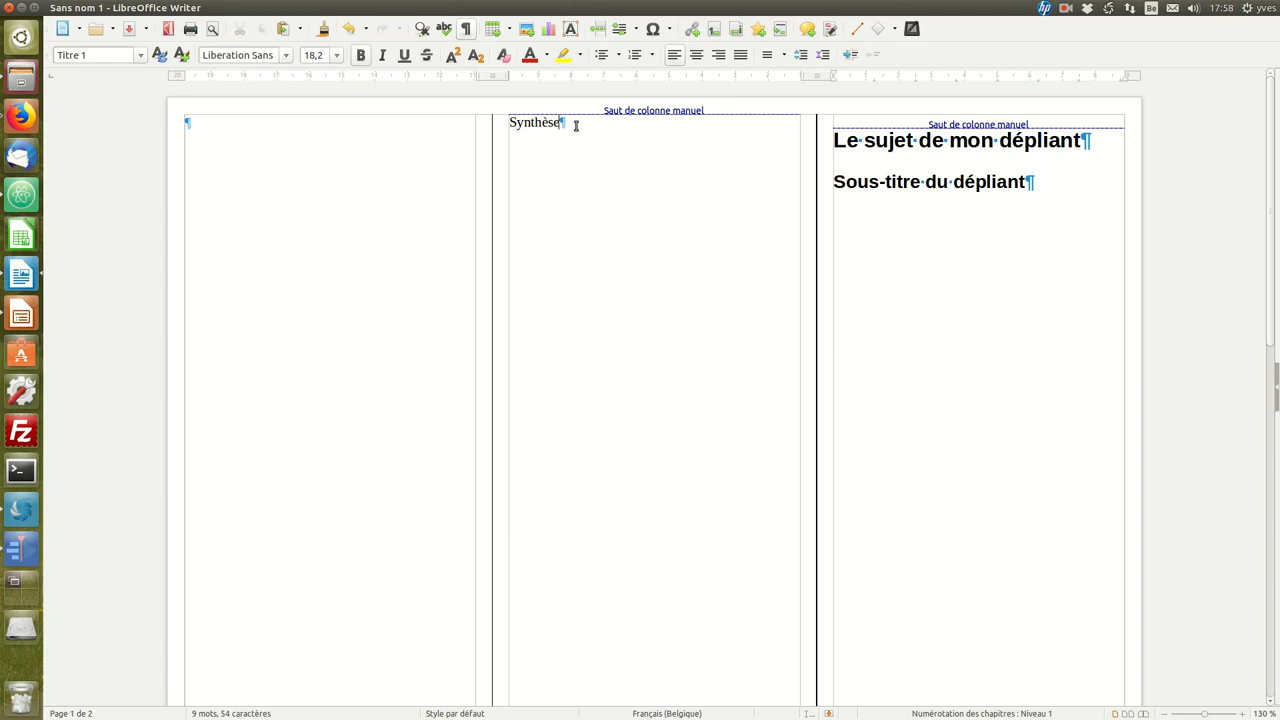 Sans nom 1 - LibreOffice Writer
Be
17:58
yves
Titre 1
Liberation Sans
18,2
Saut de colonne manuel
Synthèse¶
¶
Saut de colonne manuel
Le·sujet·de·mon·dépliant¶
Sous-titre·du·dépliant¶
Page 1 de 2
9 mots, 54 caractères
Style par défaut
Français (Belgique)
Numérotation des chapitres : Niveau 1
130 %